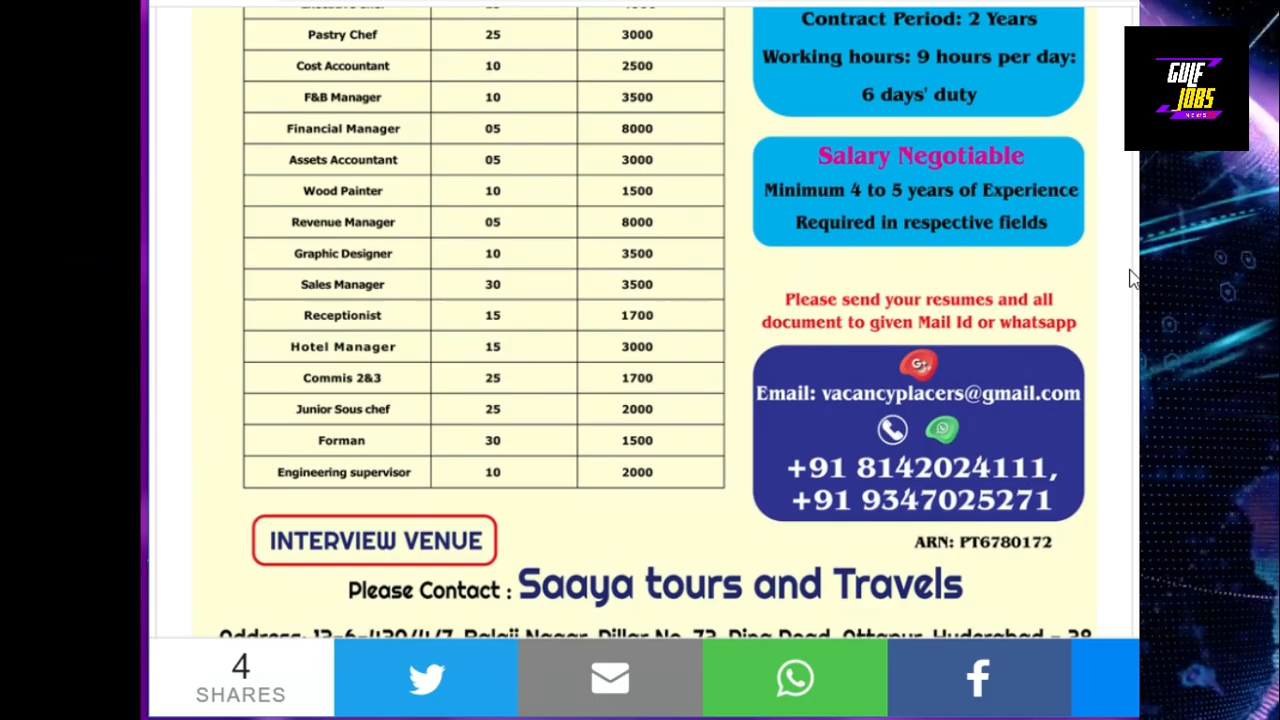 Pastry Chef 25 3000
Cost Accountant 10 2500
F&B Manager 10 3500
Financial Manager 05 8000
Assets Accountant 05 3000
Wood Painter 10 1500
Revenue Manager 05 8000
Graphic Designer 10 3500
Sales Manager 30 3500
Receptionist 15 1700
Hotel Manager 15 3000
Commis 2&3 25 1700
Junior Sous chef 25 2000
Forman 30 1500
Engineering supervisor 10 2000
Contract Period: 2 Years
Working hours: 9 hours per day:
6 days' duty
Salary Negotiable
Minimum 4 to 5 years of Experience
Required in respective fields
Please send your resumes and all
document to given Mail Id or whatsapp
G+
Email: vacancyplacers@gmail.com
+91 8142024111,
+91 9347025271
ARN: PT6780172
INTERVIEW VENUE
Please Contact : Saaya tours and Travels
4
SHARES
GULF
JOBS
NEWS